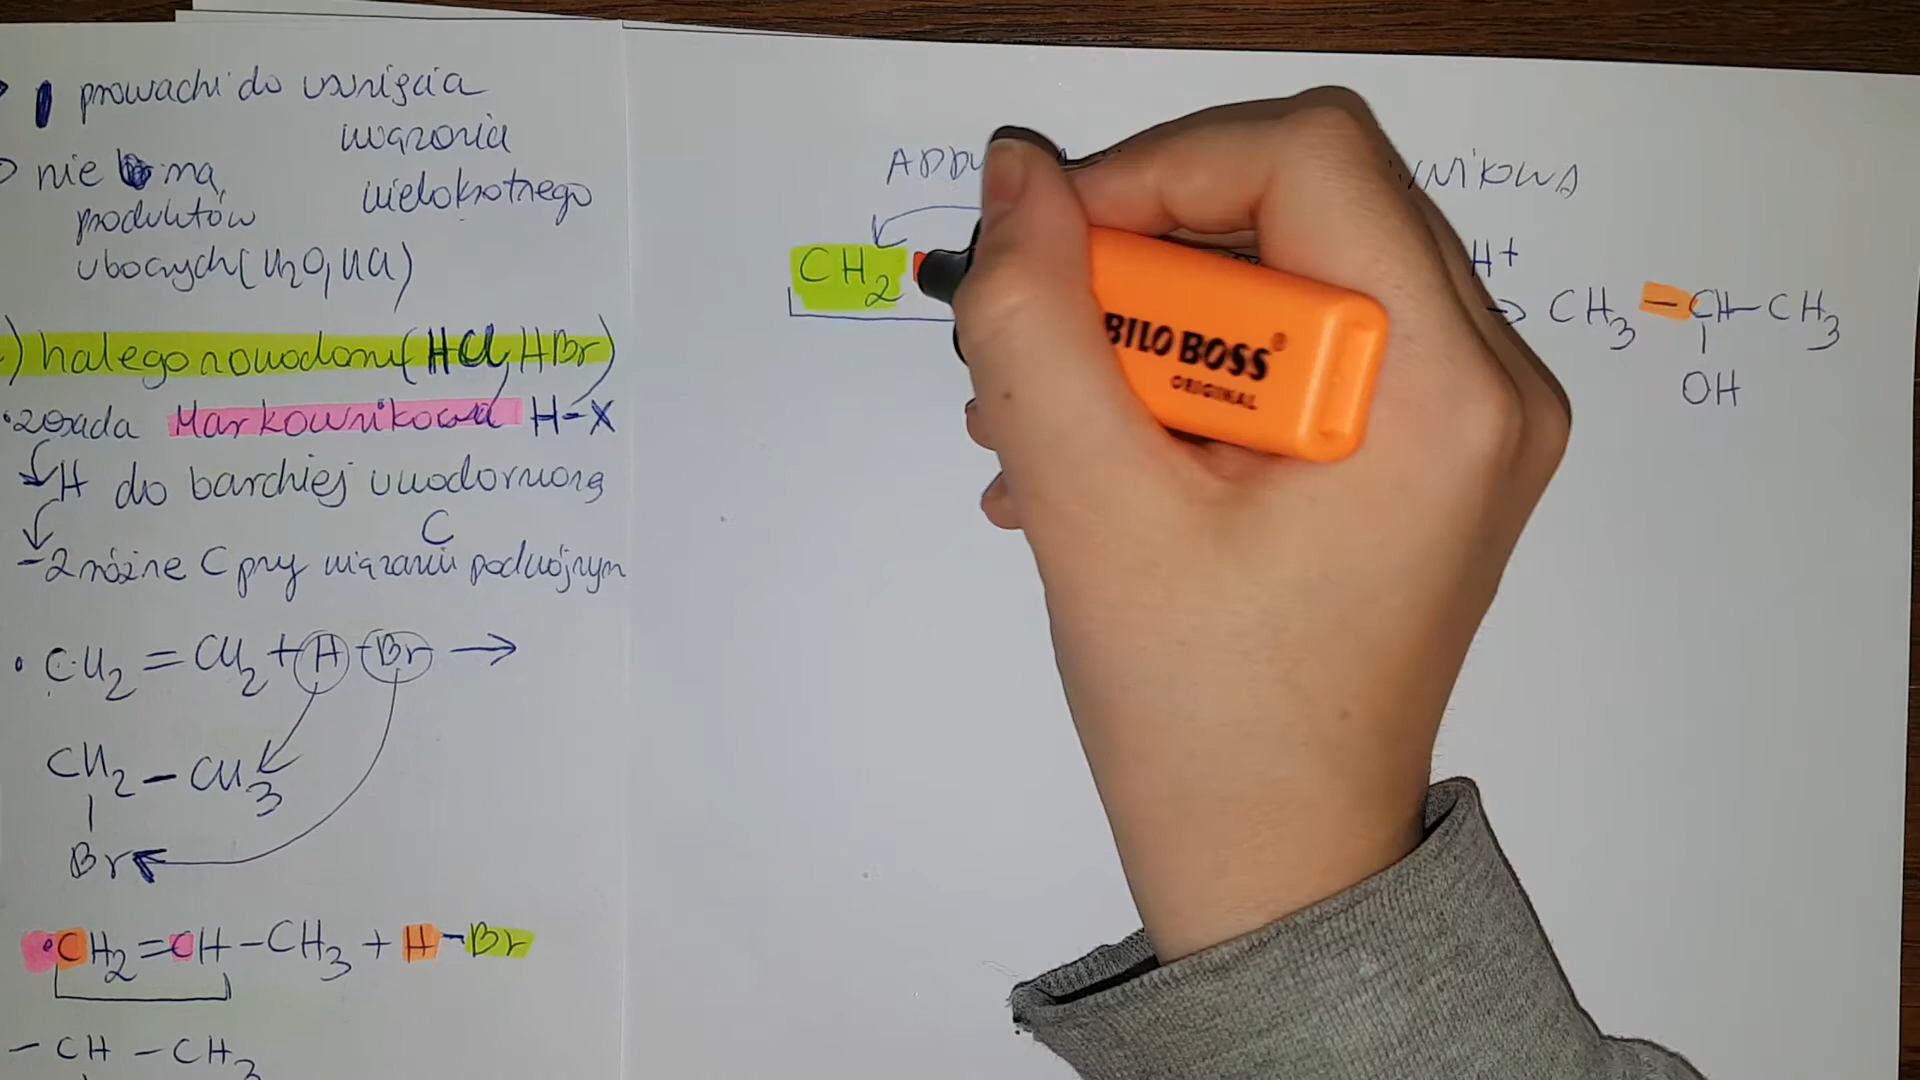 prowadzi do usunięcia
wiązania
nie ma
wielokrotnego
produktów
ubocznych (H2O, HCl)
) halogenowodorem (HCl, HBr)
• zasada Markownikowa H-X
H do bardziej uwodornioną
C
- 2 różne C przy wiązaniu podwójnym
• CH2 = CH2 + H - Br →
CH2 - CH3
Br
• CH2 = CH - CH3 + H - Br
- CH - CH3
CH2
H+
→ CH3 - CH - CH3
OH
BILO BOSS®
ORIGINAL